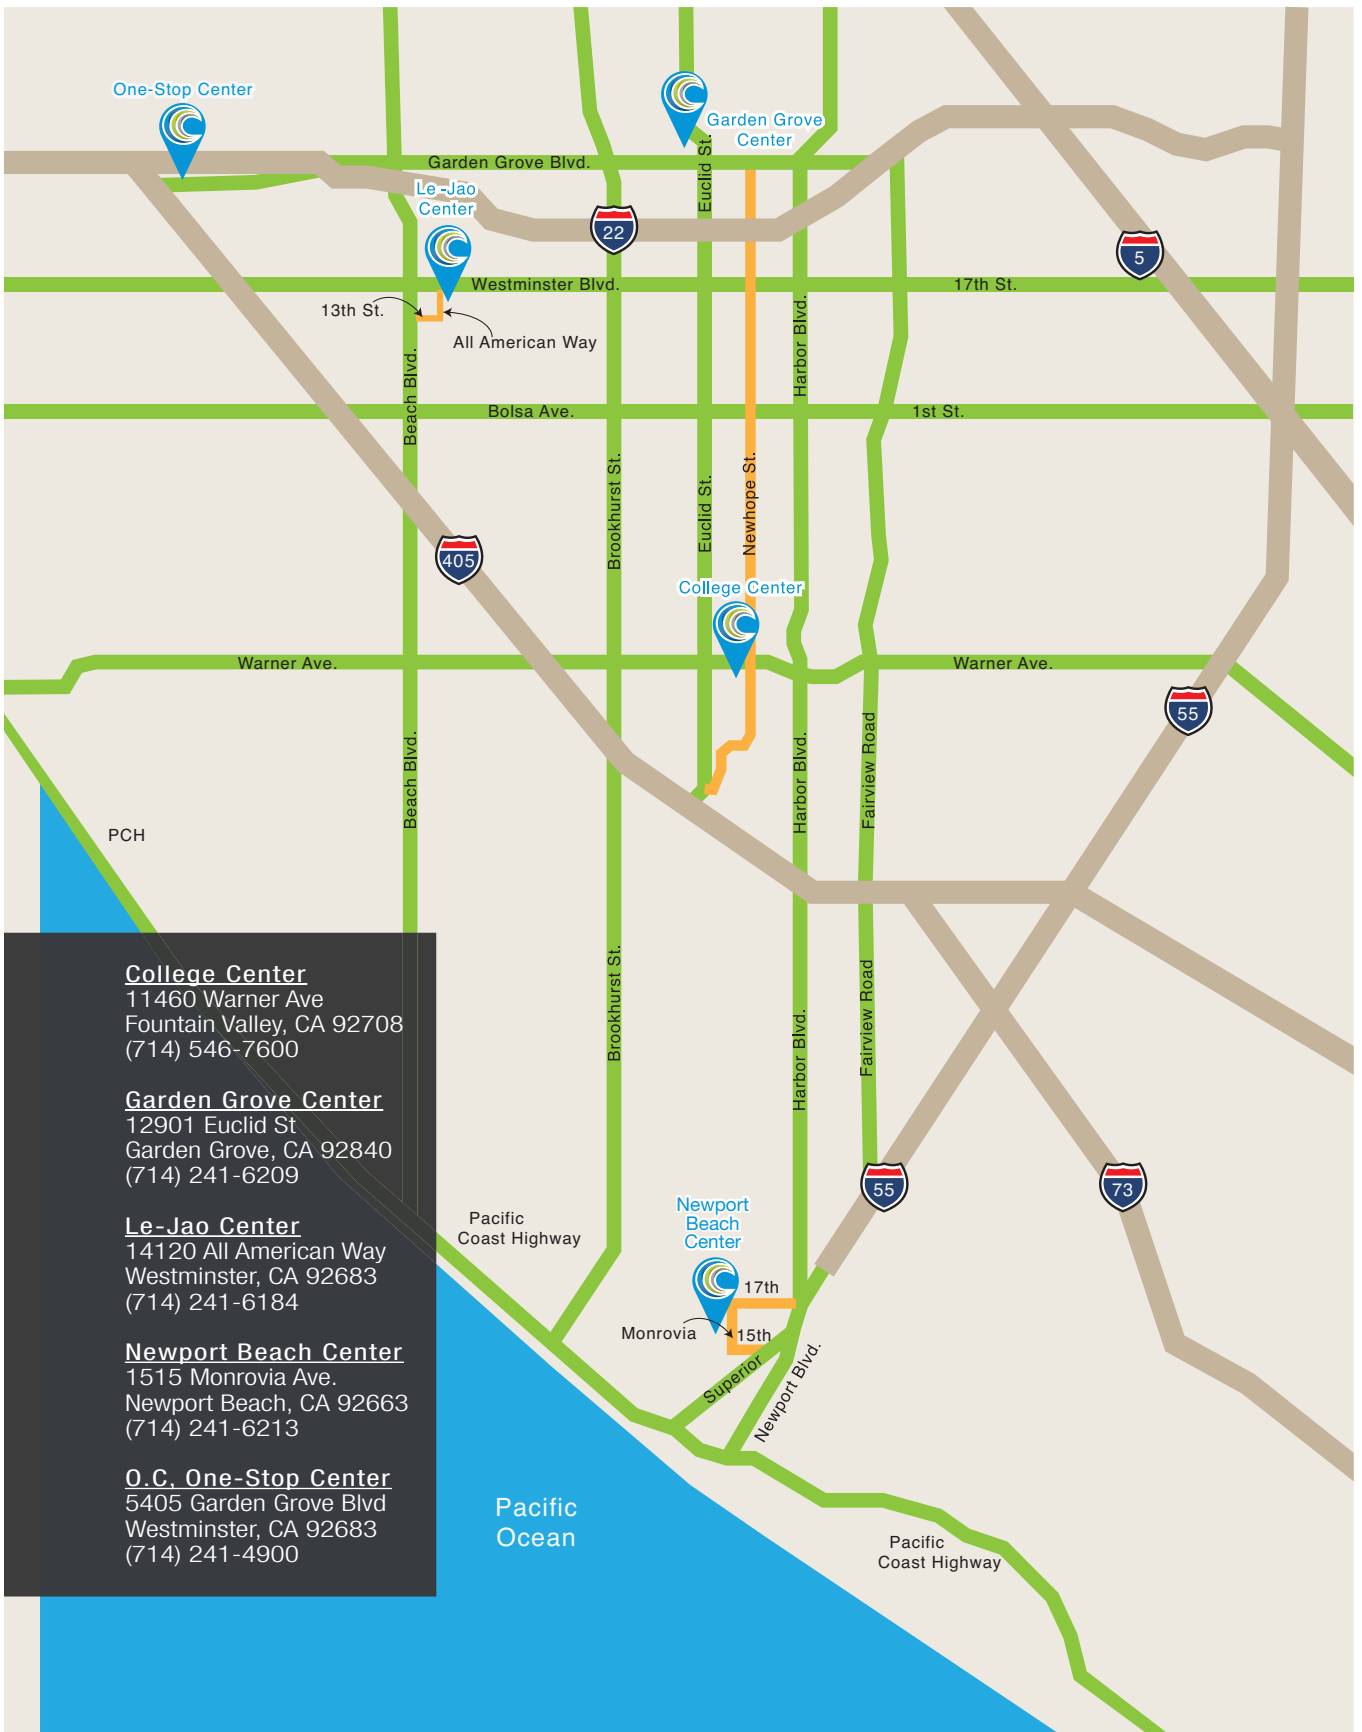 One-Stop Center
Garden Grove
Center
Garden Grove Blvd.
Euclid St.
Le-Jao
Center
22
5
Westminster Blvd.
17th St.
13th St.
All American Way
Harbor Blvd.
Beach Blvd.
Bolsa Ave.
1st St.
Brookhurst St.
Euclid St.
Newhope St.
405
College Center
Warner Ave.
Warner Ave.
55
Beach Blvd.
Harbor Blvd.
Fairview Road
PCH
Brookhurst St.
Harbor Blvd.
Fairview Road
College Center
11460 Warner Ave
Fountain Valley, CA 92708
(714) 546-7600
Garden Grove Center
12901 Euclid St
Garden Grove, CA 92840
(714) 241-6209
Le-Jao Center
14120 All American Way
Westminster, CA 92683
(714) 241-6184
Newport Beach Center
1515 Monrovia Ave.
Newport Beach, CA 92663
(714) 241-6213
O.C, One-Stop Center
5405 Garden Grove Blvd
Westminster, CA 92683
(714) 241-4900
55
73
Pacific
Coast Highway
Newport
Beach
Center
17th
Monrovia
15th
Superior
Newport Blvd.
Pacific
Ocean
Pacific
Coast Highway